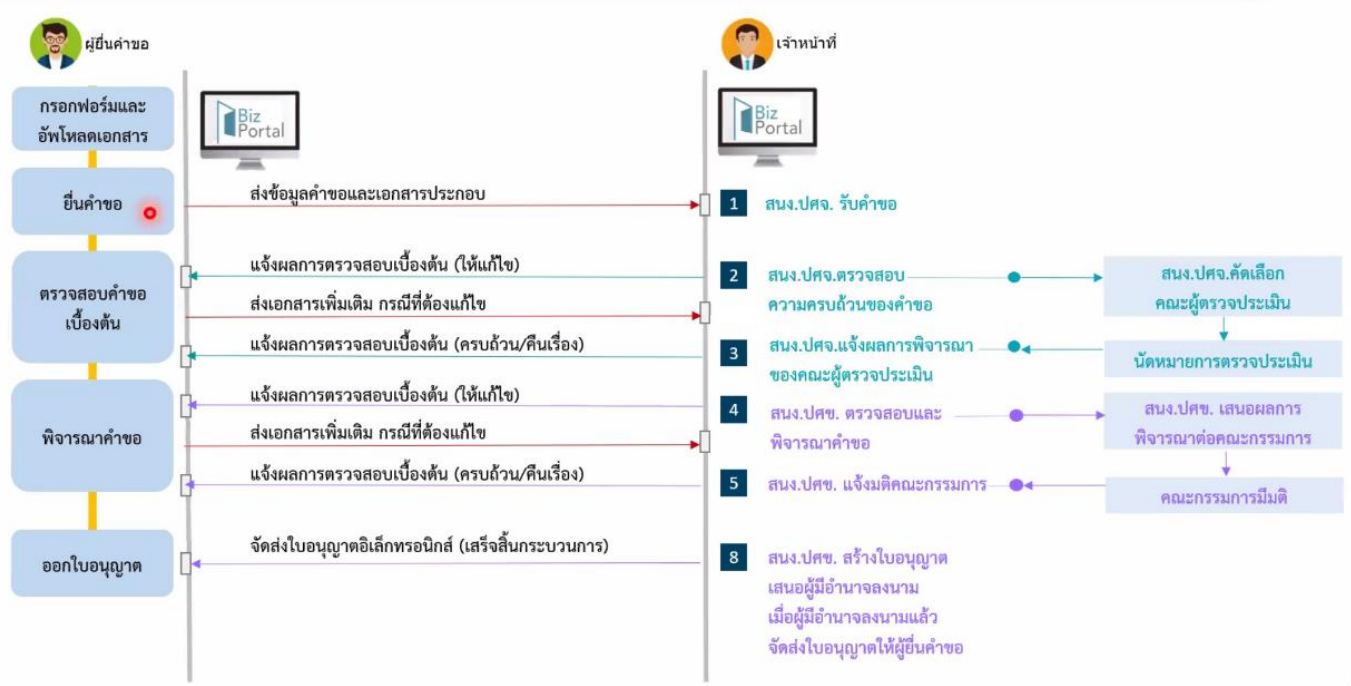 ผู้ยื่นคำขอ
เจ้าหน้าที่
กรอกฟอร์มและ
อัพโหลดเอกสาร
Biz
Portal
Biz
Portal
ยื่นคำขอ
ส่งข้อมูลคำขอและเอกสารประกอบ
1 สนง.ปศจ. รับคำขอ
ตรวจสอบคำขอ
เบื้องต้น
แจ้งผลการตรวจสอบเบื้องต้น (ให้แก้ไข)
2 สนง.ปศจ.ตรวจสอบ
ความครบถ้วนของคำขอ
สนง.ปศจ.คัดเลือก
คณะผู้ตรวจประเมิน
ส่งเอกสารเพิ่มเติม กรณีที่ต้องแก้ไข
แจ้งผลการตรวจสอบเบื้องต้น (ครบถ้วน/คืนเรื่อง)
3 สนง.ปศจ.แจ้งผลการพิจารณา
ของคณะผู้ตรวจประเมิน
นัดหมายการตรวจประเมิน
พิจารณาคำขอ
แจ้งผลการตรวจสอบเบื้องต้น (ให้แก้ไข)
4 สนง.ปศข. ตรวจสอบและ
พิจารณาคำขอ
สนง.ปศข. เสนอผลการ
พิจารณาต่อคณะกรรมการ
ส่งเอกสารเพิ่มเติม กรณีที่ต้องแก้ไข
แจ้งผลการตรวจสอบเบื้องต้น (ครบถ้วน/คืนเรื่อง)
5 สนง.ปศข. แจ้งมติคณะกรรมการ
คณะกรรมการมีมติ
ออกใบอนุญาต
จัดส่งใบอนุญาตอิเล็กทรอนิกส์ (เสร็จสิ้นกระบวนการ)
8 สนง.ปศข. สร้างใบอนุญาต
เสนอผู้มีอำนาจลงนาม
เมื่อผู้มีอำนาจลงนามแล้ว
จัดส่งใบอนุญาตให้ผู้ยื่นคำขอ